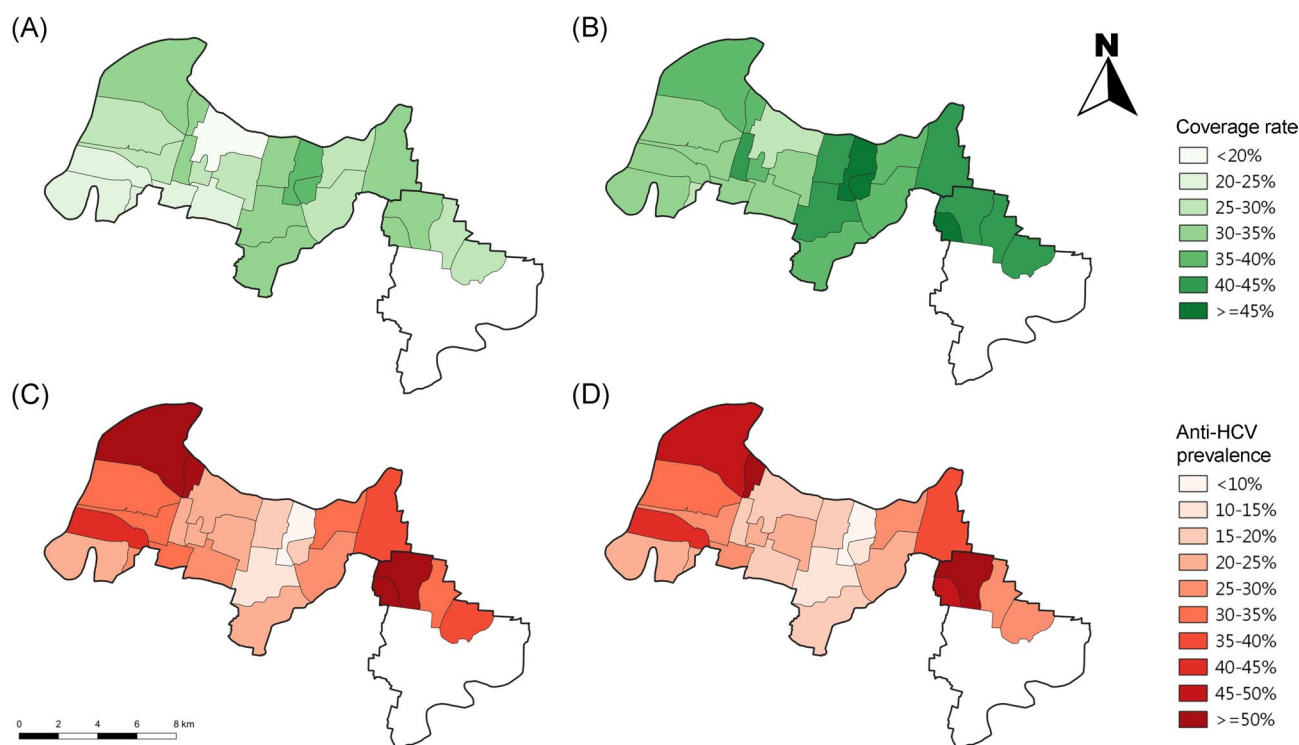 (A)
(B)
N
Coverage rate
<20%
20-25%
25-30%
30-35%
35-40%
40-45%
>=45%
(C)
(D)
Anti-HCV
prevalence
<10%
10-15%
15-20%
20-25%
25-30%
30-35%
35-40%
40-45%
45-50%
>=50%
0 2 4 6 8 km